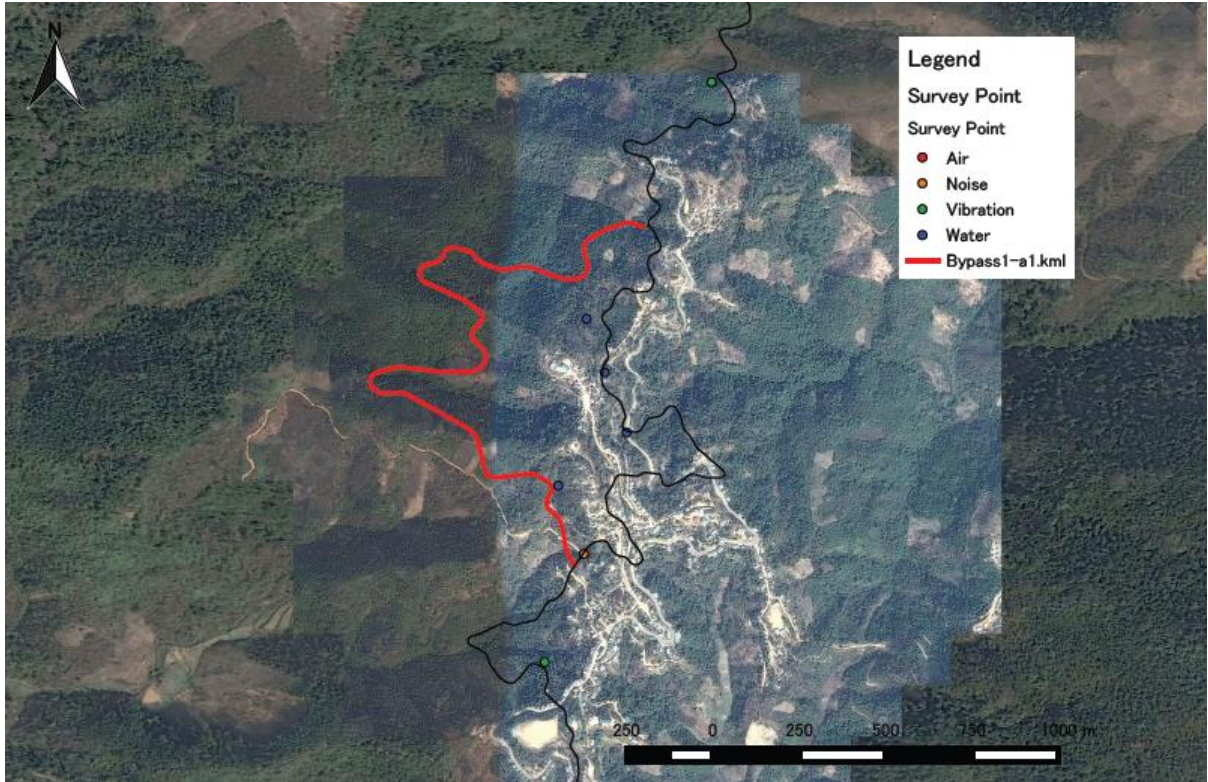 N
Legend
Survey Point
Survey Point
Air
Noise
Vibration
Water
Bypass1-a1.kml
250 0 250 500 750 1000 m